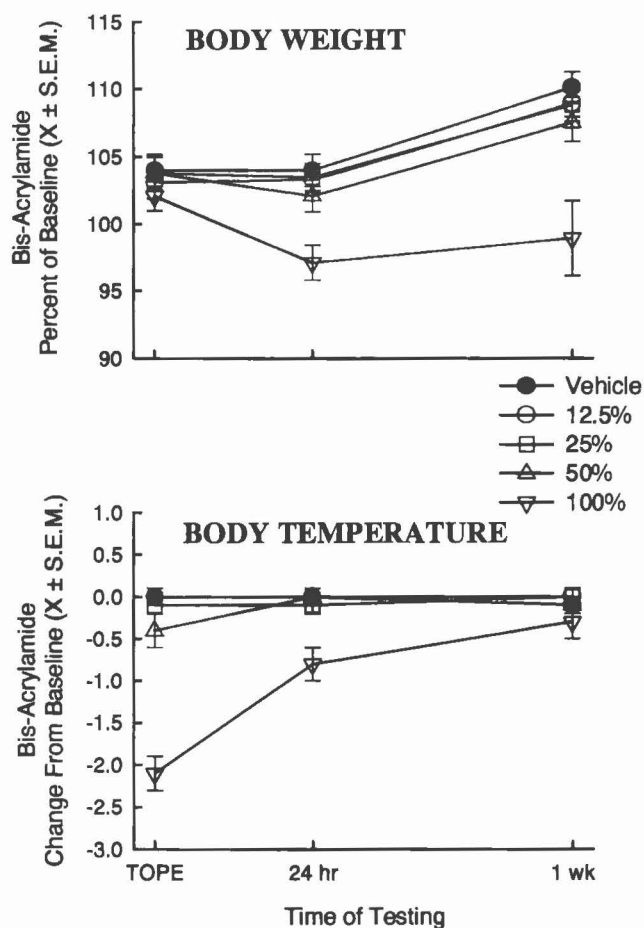 BODY WEIGHT
Bis-Acrylamide
Percent of Baseline (X ± S.E.M.)
115
110
105
100
95
90
Vehicle
12.5%
25%
50%
100%
BODY TEMPERATURE
Bis-Acrylamide
Change From Baseline (X ± S.E.M.)
1.0
0.5
0.0
-0.5
-1.0
-1.5
-2.0
-2.5
-3.0
TOPE 24 hr 1 wk
Time of Testing